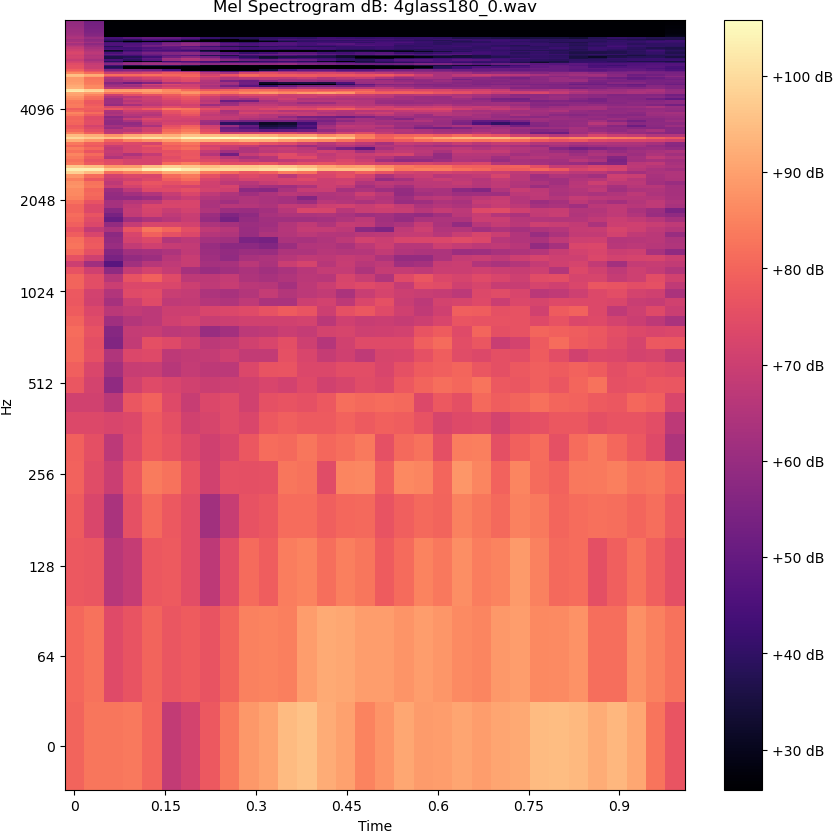 Mel Spectrogram dB: 4glass180_0.wav
Hz
4096
2048
1024
512
256
128
64
0
0
0.15
0.3
0.45
0.6
0.75
0.9
Time
+100 dB
+90 dB
+80 dB
+70 dB
+60 dB
+50 dB
+40 dB
+30 dB